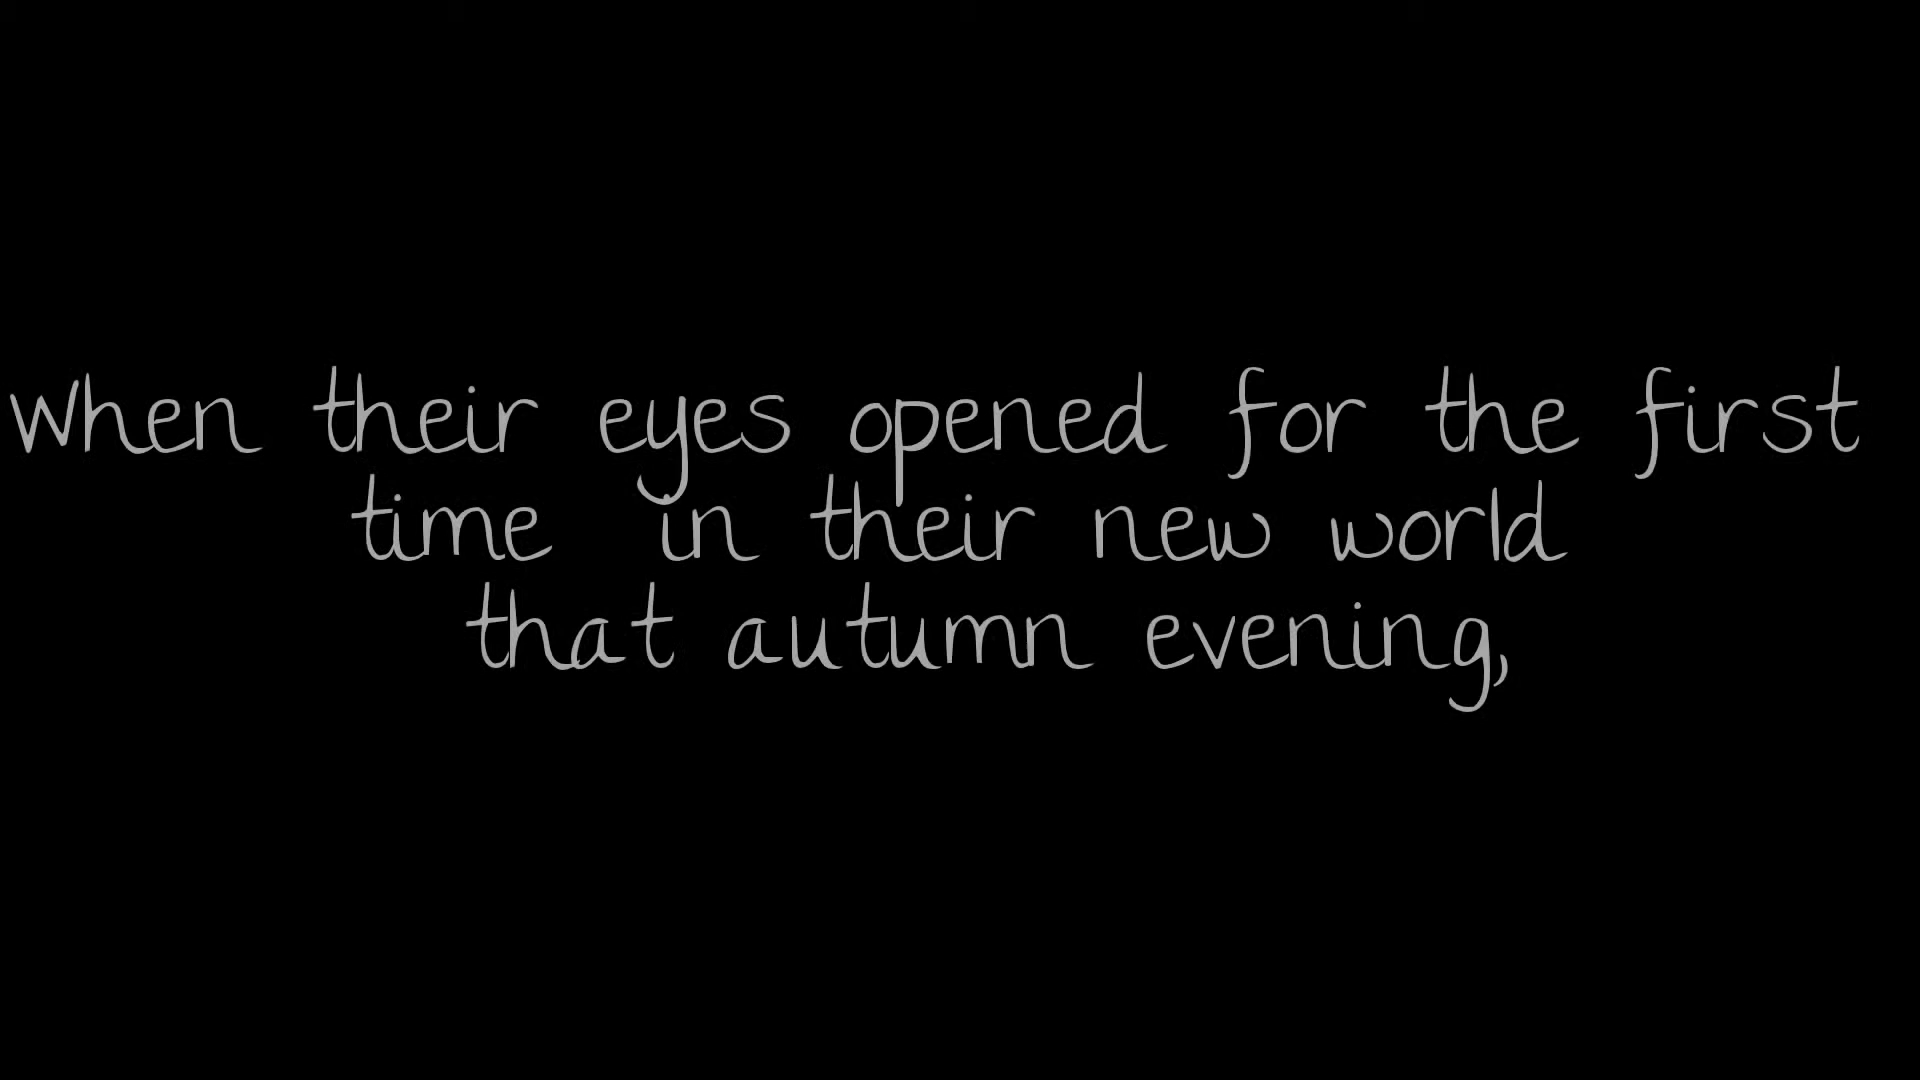 When their eyes opened for the first
time in their new world
that autumn evening,